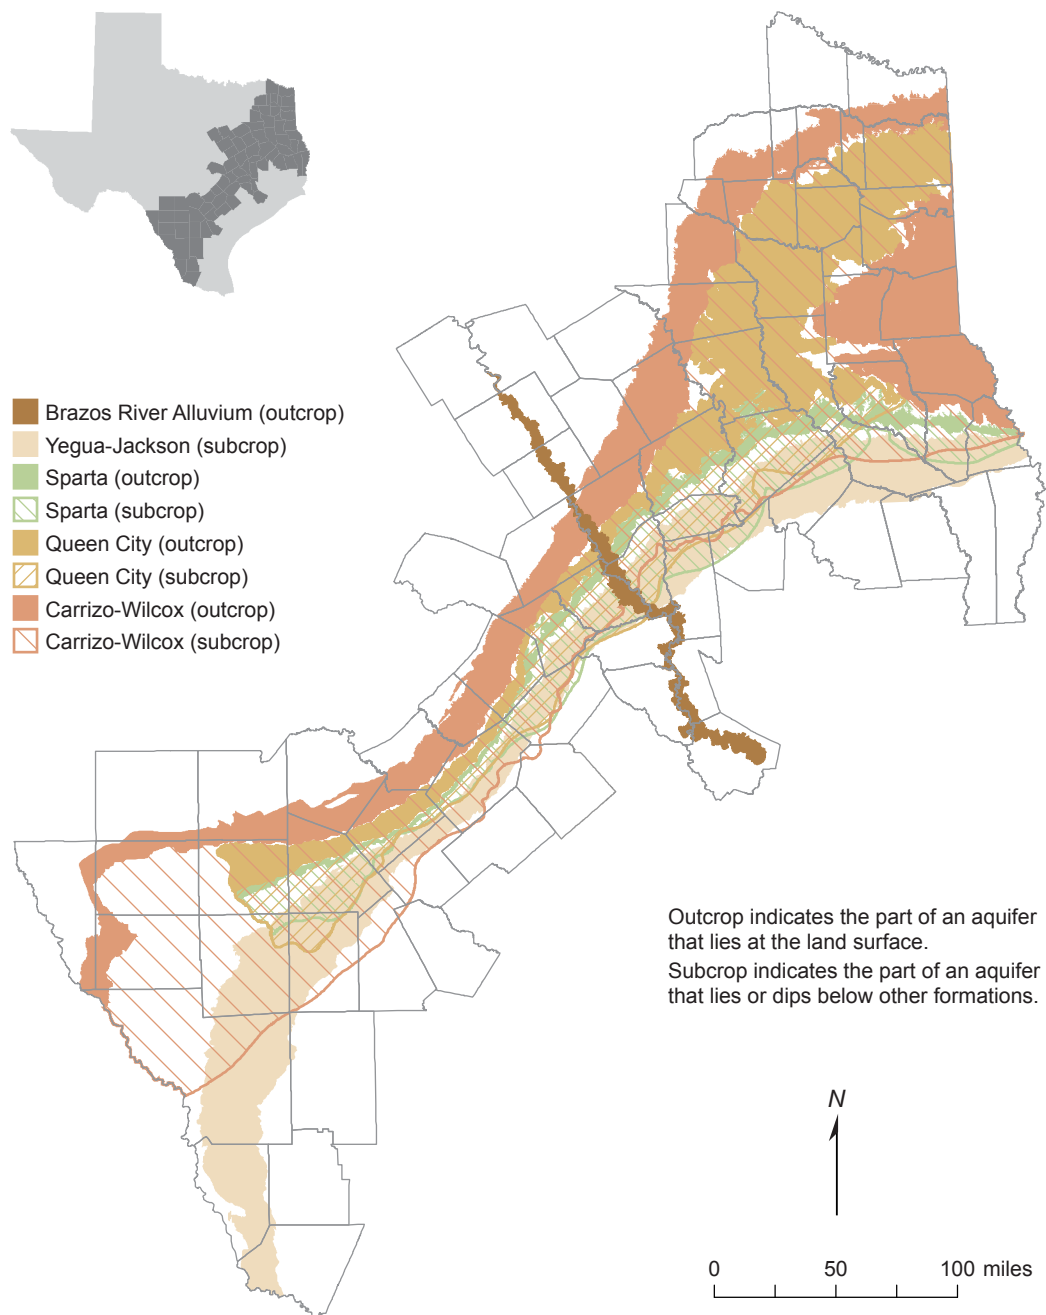 Brazos River Alluvium (outcrop)
Yegua-Jackson (subcrop)
Sparta (outcrop)
Sparta (subcrop)
Queen City (outcrop)
Queen City (subcrop)
Carrizo-Wilcox (outcrop)
Carrizo-Wilcox (subcrop)
Outcrop indicates the part of an aquifer
that lies at the land surface.
Subcrop indicates the part of an aquifer
that lies or dips below other formations.
N
0 50 100 miles